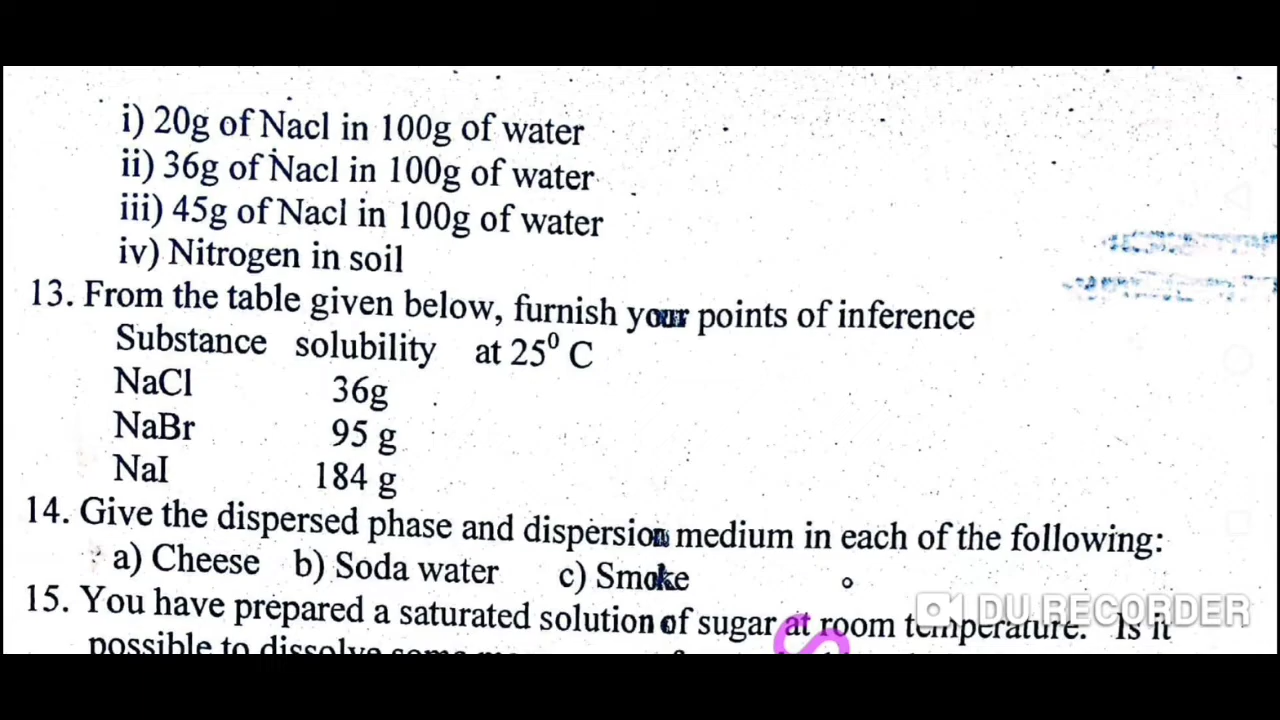 i) 20g of Nacl in 100g of water
ii) 36g of Nacl in 100g of water
iii) 45g of Nacl in 100g of water
iv) Nitrogen in soil
13. From the table given below, furnish your points of inference
Substance solubility at 25⁰ C
NaCl 36g
NaBr 95 g
NaI 184 g
14. Give the dispersed phase and dispersion medium in each of the following:
a) Cheese b) Soda water c) Smoke
15. You have prepared a saturated solution of sugar at room temperature. Is it
possible to dissolve some
DU RECORDER